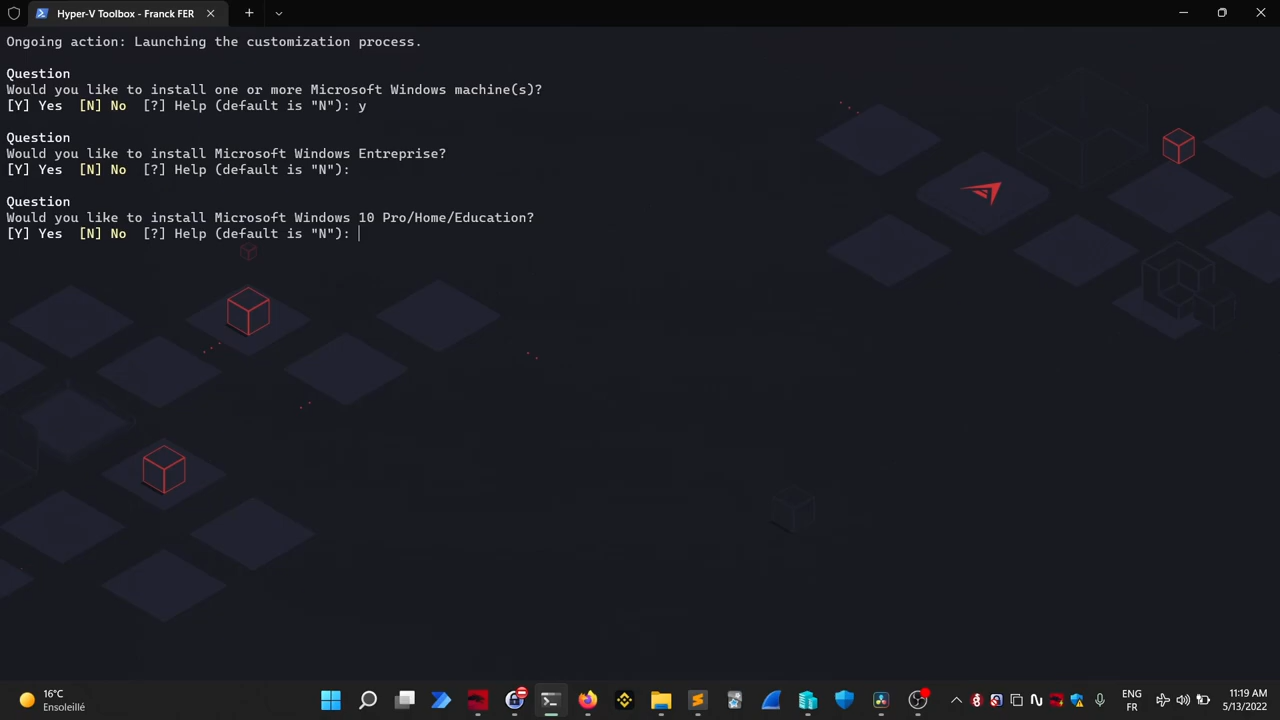 Hyper-V Toolbox - Franck FER
Ongoing action: Launching the customization process.
Question
Would you like to install one or more Microsoft Windows machine(s)?
[Y] Yes  [N] No  [?] Help (default is "N"): y
Question
Would you like to install Microsoft Windows Entreprise?
[Y] Yes  [N] No  [?] Help (default is "N"):
Question
Would you like to install Microsoft Windows 10 Pro/Home/Education?
[Y] Yes  [N] No  [?] Help (default is "N"):
16°C
Ensoleillé
ENG
FR
11:19 AM
5/13/2022